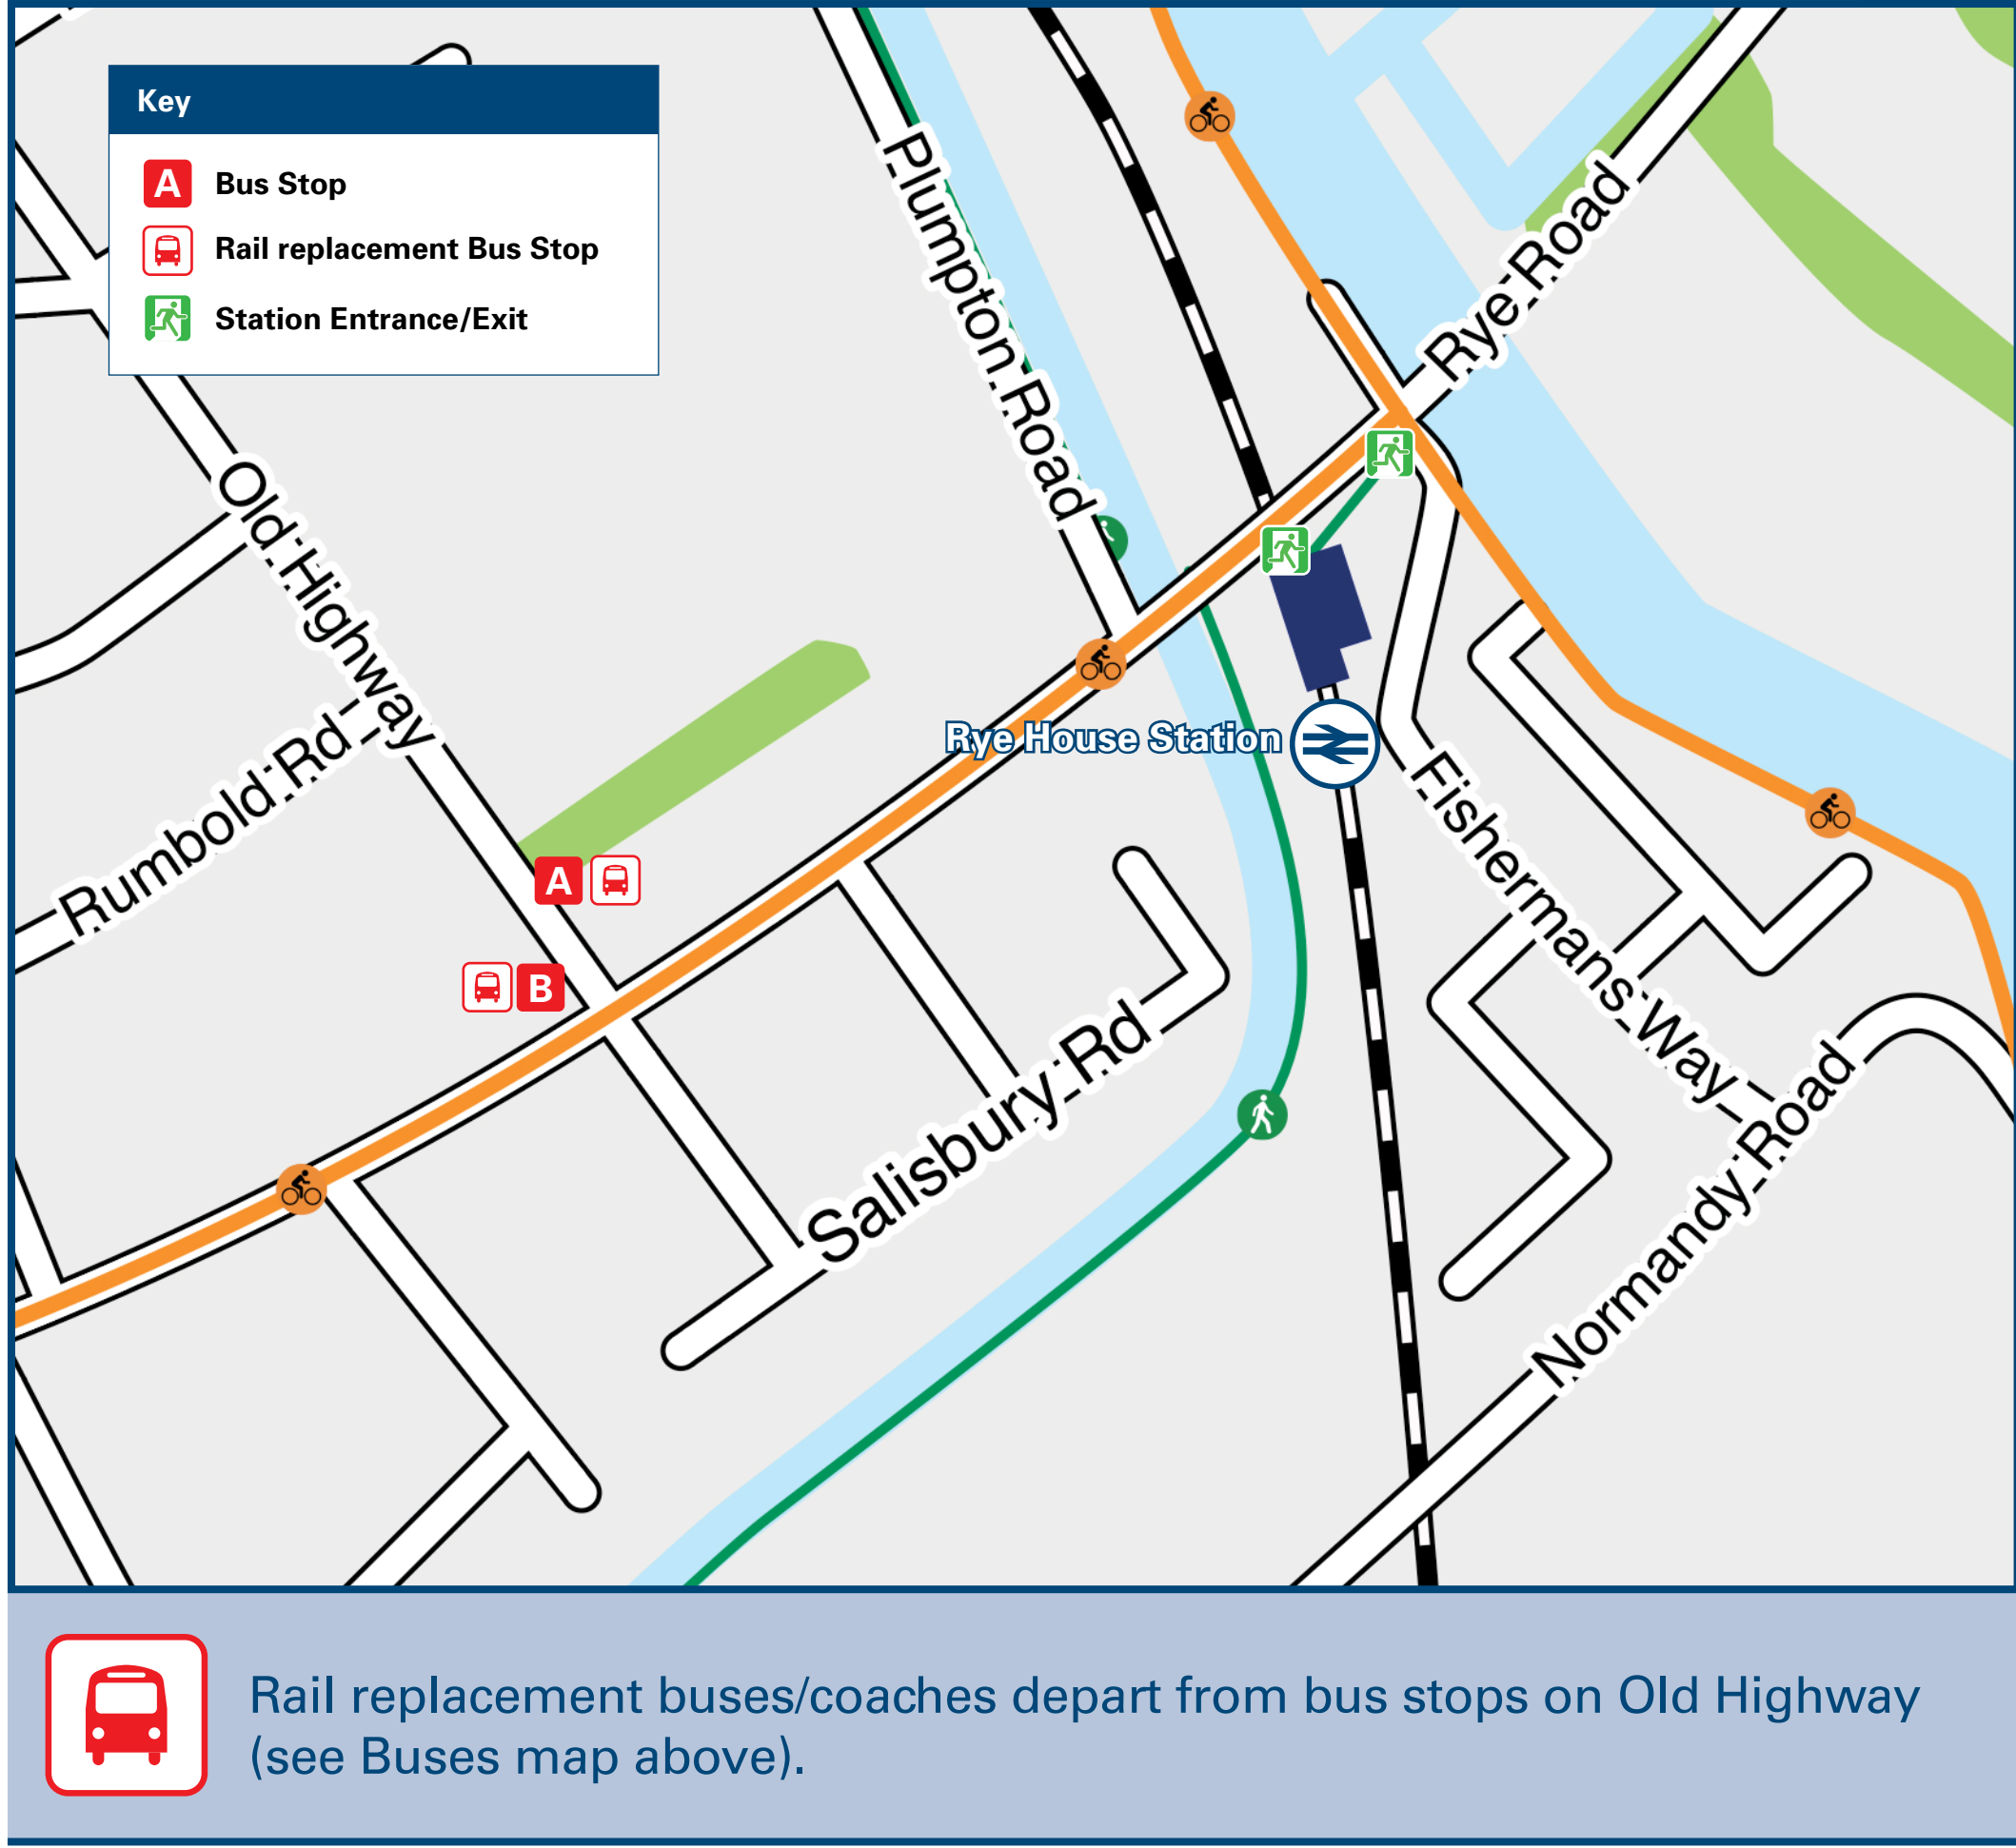 Key
A Bus Stop
Rail replacement Bus Stop
Station Entrance/Exit
Plumpton Road
Rye Road
Old Highway
Rumbold Rd
Rye House Station
A
B
Fishermans Way
Salisbury Rd
Normandy Road
Rail replacement buses/coaches depart from bus stops on Old Highway
(see Buses map above).